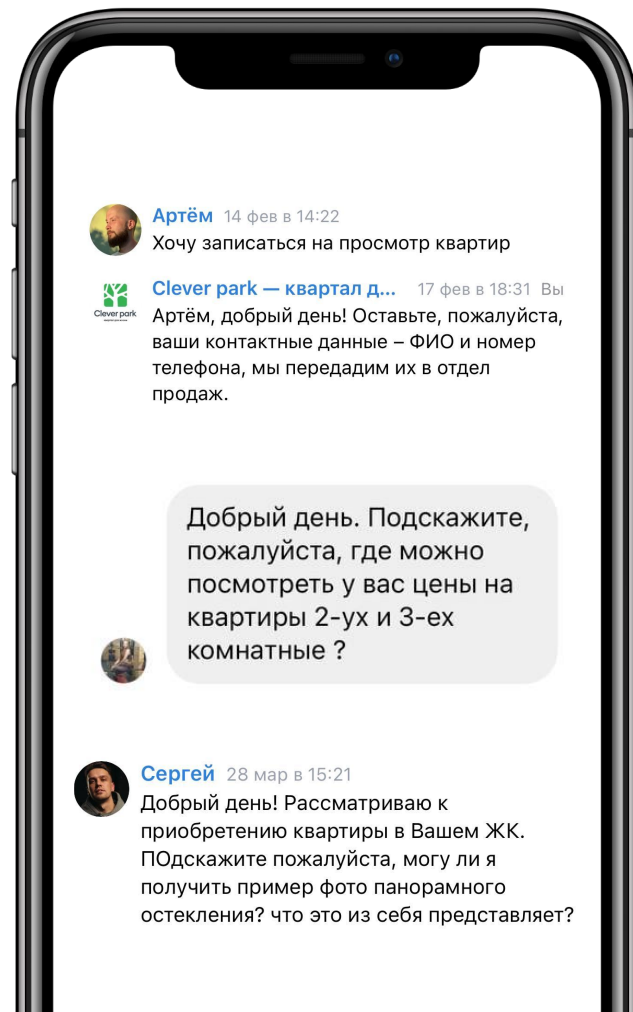 Артём 14 фев в 14:22
Хочу записаться на просмотр квартир
Clever park — квартал д... 17 фев в 18:31 Вы
Clever park
Артём, добрый день! Оставьте, пожалуйста,
ваши контактные данные – ФИО и номер
телефона, мы передадим их в отдел
продаж.
Добрый день. Подскажите,
пожалуйста, где можно
посмотреть у вас цены на
квартиры 2-ух и 3-ех
комнатные ?
Сергей 28 мар в 15:21
Добрый день! Рассматриваю к
приобретению квартиры в Вашем ЖК.
ПОдскажите пожалуйста, могу ли я
получить пример фото панорамного
остекления? что это из себя представляет?